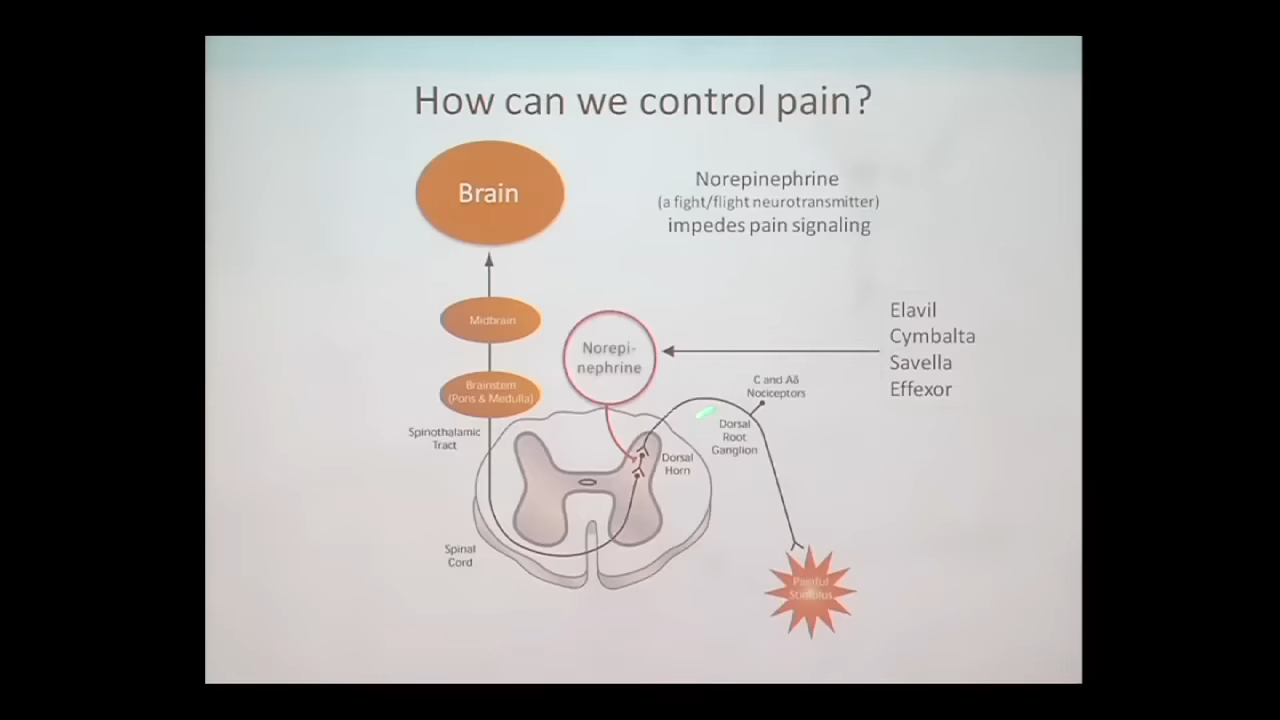 How can we control pain?
Brain
Norepinephrine
(a fight/flight neurotransmitter)
impedes pain signaling
Midbrain
Norepi-
nephrine
Elavil
Cymbalta
Savella
Effexor
Brainstem
(Pons & Medulla)
C and Aδ
Nociceptors
Spinothalamic
Tract
Dorsal
Root
Ganglion
Dorsal
Horn
Spinal
Cord
Painful
Stimulus